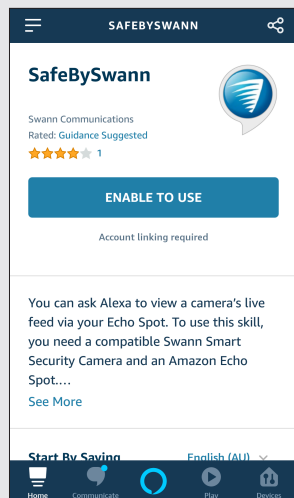 SAFEBYSWANN
SafeBySwann
Swann Communications
Rated: Guidance Suggested
1
ENABLE TO USE
Account linking required
You can ask Alexa to view a camera's live
feed via your Echo Spot. To use this skill,
you need a compatible Swann Smart
Security Camera and an Amazon Echo
Spot.…
See More
Start By Saying English (AU)
Home Communicate Play Devices